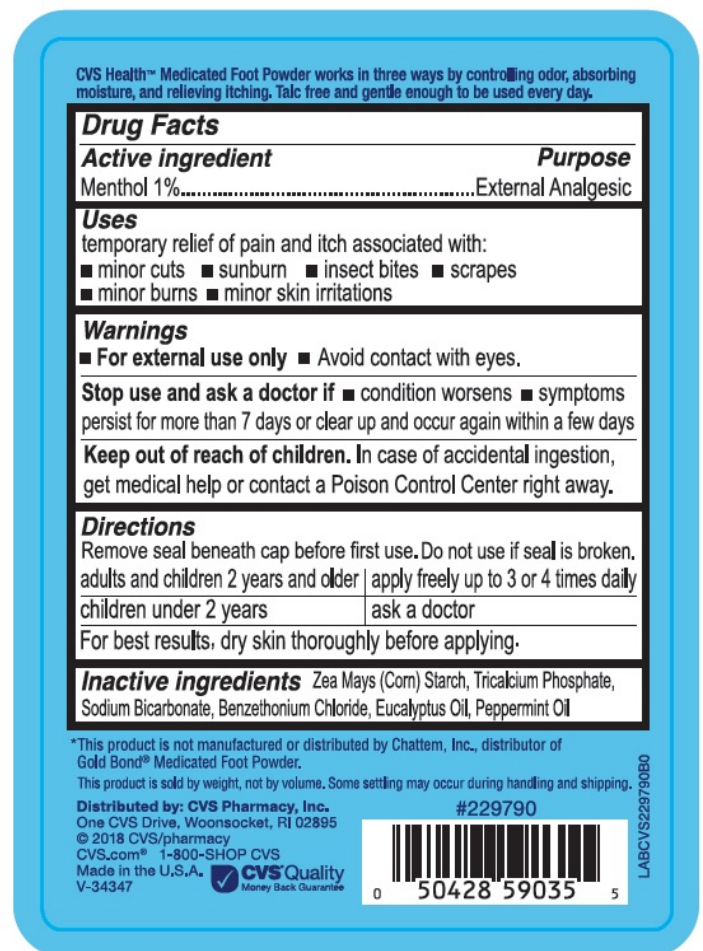 CVS Health™ Medicated Foot Powder works in three ways by controlling odor, absorbing
moisture, and relieving itching. Talc free and gentle enough to be used every day.
Drug Facts
Active ingredient Purpose
Menthol 1%......................................................External Analgesic
Uses
temporary relief of pain and itch associated with:
■ minor cuts ■ sunburn ■ insect bites ■ scrapes
■ minor burns ■ minor skin irritations
Warnings
■ For external use only ■ Avoid contact with eyes.
Stop use and ask a doctor if ■ condition worsens ■ symptoms
persist for more than 7 days or clear up and occur again within a few days
Keep out of reach of children. In case of accidental ingestion,
get medical help or contact a Poison Control Center right away.
Directions
Remove seal beneath cap before first use. Do not use if seal is broken.
adults and children 2 years and older apply freely up to 3 or 4 times daily
children under 2 years ask a doctor
For best results, dry skin thoroughly before applying.
Inactive ingredients Zea Mays (Corn) Starch, Tricalcium Phosphate,
Sodium Bicarbonate, Benzethonium Chloride, Eucalyptus Oil, Peppermint Oil
*This product is not manufactured or distributed by Chattem, Inc., distributor of
Gold Bond® Medicated Foot Powder.
This product is sold by weight, not by volume. Some settling may occur during handling and shipping.
Distributed by: CVS Pharmacy, Inc.
One CVS Drive, Woonsocket, RI 02895
© 2018 CVS/pharmacy
CVS.com® 1-800-SHOP CVS
Made in the U.S.A.
V-34347
CVS® Quality
Money Back Guarantee
#229790
0 50428 59035 5
LABCVS229790B0